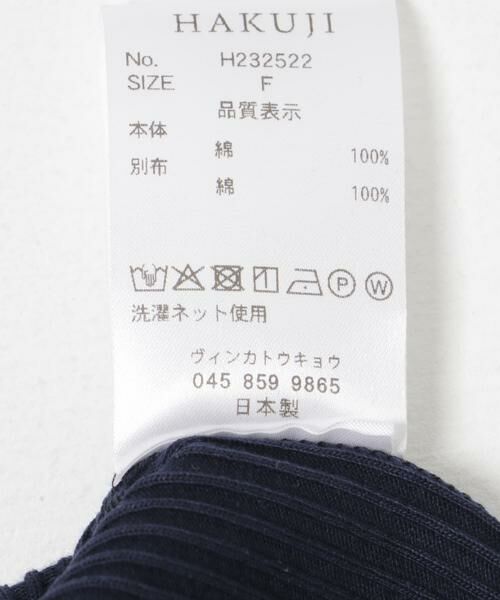 HAKUJI
No. H232522
SIZE F
品質表示
本体 綿 100%
別布 綿 100%
P W
洗濯ネット使用
ヴィンカトウキョウ
045 859 9865
日本製